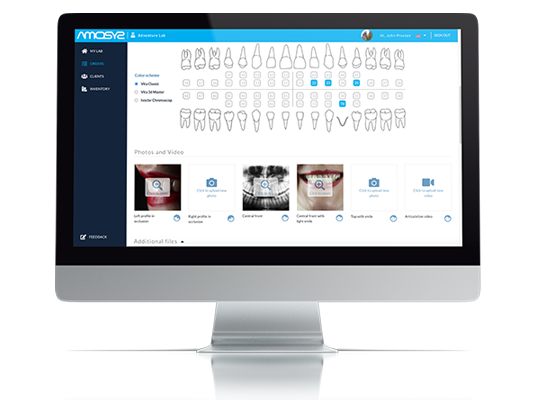 AMOSYS
Adventure Lab
SIGN OUT
MY LAB
ORDERS
CLIENTS
INVENTORY
FEEDBACK
Color scheme
Vita Classic
Vita 3d Master
Ivoclar Chromascop
Photos and Video
Click to upload new
photo
Click to upload new
photo
Click to upload new
video
Left profile in
occlusion
Right profile in
occlusion
Central front
Central front with
light smile
Top with smile
Articulation video
Additional files